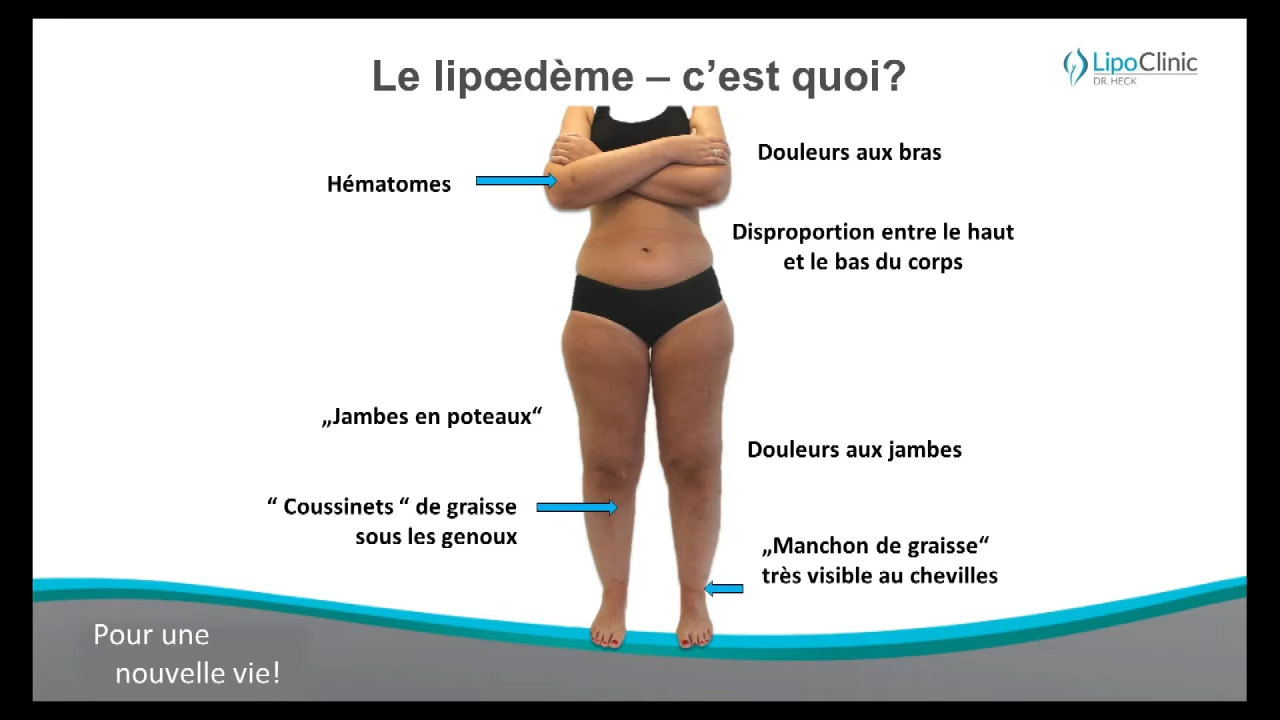 Le lipœdème – c’est quoi?
LipoClinic
DR. HECK
Douleurs aux bras
Hématomes
Disproportion entre le haut
et le bas du corps
„Jambes en poteaux“
Douleurs aux jambes
“ Coussinets “ de graisse
sous les genoux
„Manchon de graisse“
très visible au chevilles
Pour une
nouvelle vie!